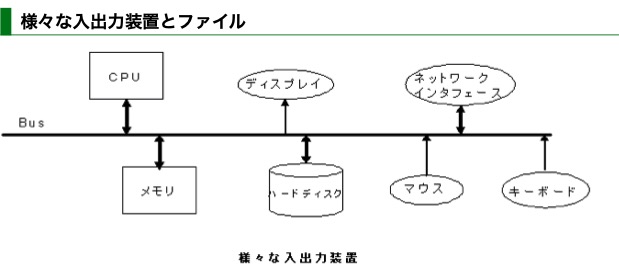 様々な入出力装置とファイル
CPU
ディスプレイ
ネットワーク
インタフェース
Bus
メモリ
ハードディスク
マウス
キーボード
様々な入出力装置